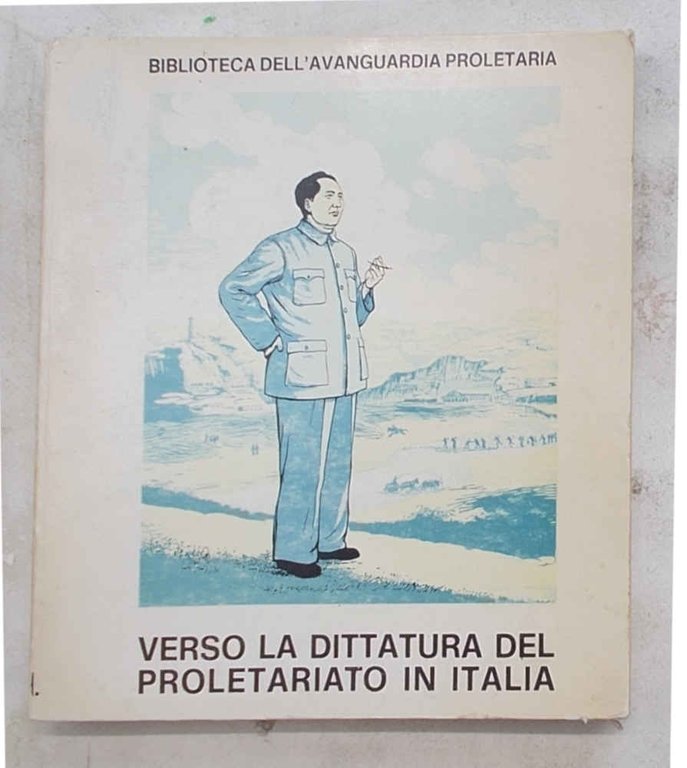 BIBLIOTECA DELL'AVANGUARDIA PROLETARIA
VERSO LA DITTATURA DEL
PROLETARIATO IN ITALIA